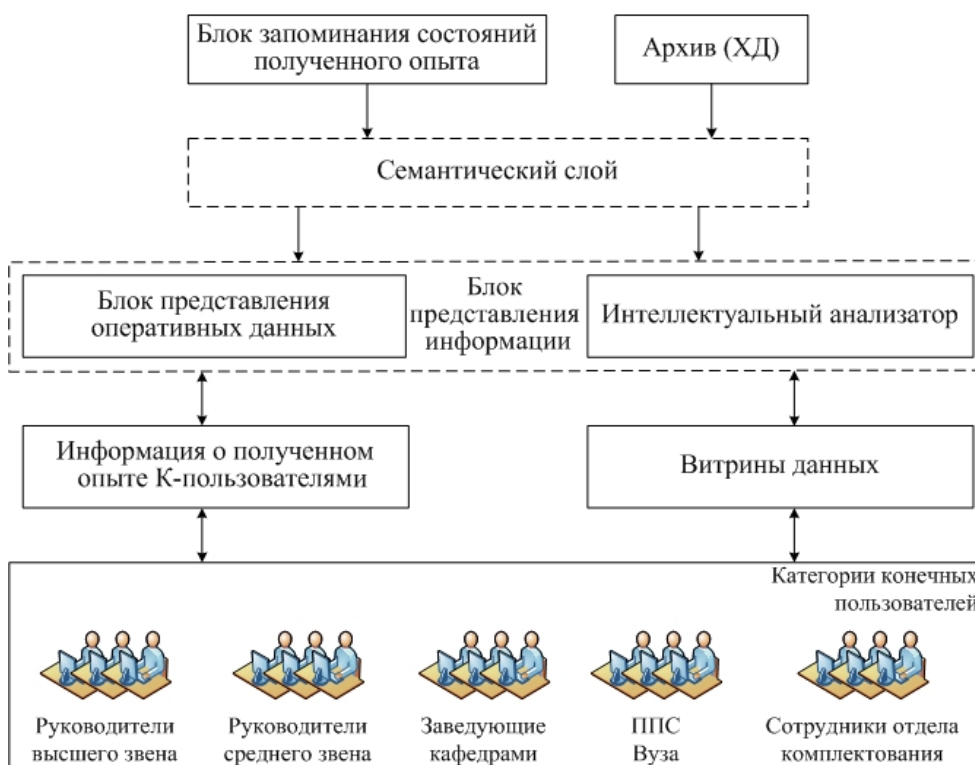 Блок запоминания состояний
полученного опыта
Архив (ХД)
Семантический слой
Блок представления
оперативных данных
Блок
представления
информации
Интеллектуальный анализатор
Информация о полученном
опыте К-пользователями
Витрины данных
Категории конечных
пользователей
Руководители
высшего звена
Руководители
среднего звена
Заведующие
кафедрами
ППС
Вуза
Сотрудники отдела
комплектования